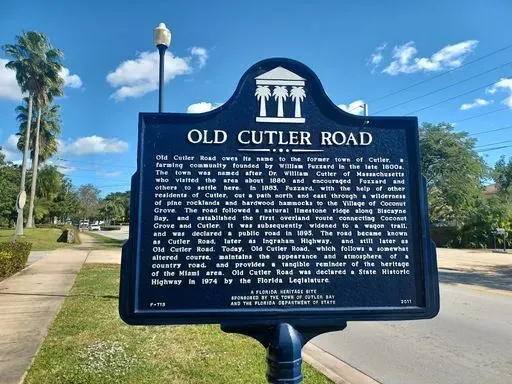 OLD CUTLER ROAD
Old Cutler Road owes its name to the former town of Cutler, a
farming community founded by William Fuzzard in the late 1800s.
The town was named after Dr. William Cutler of Massachusetts
who visited the area about 1880 and encouraged Fuzzard and
others to settle here. In 1883, Fuzzard, with the help of other
residents of Cutler, cut a path north and east through a wilderness
of pine rocklands and hardwood hammocks to the Village of Coconut
Grove. The road followed a natural limestone ridge along Biscayne
Bay, and established the first overland route connecting Coconut
Grove and Cutler. It was subsequently widened to a wagon trail,
and was declared a public road in 1895. The road became known
as Cutler Road, later as Ingraham Highway, and still later as
Old Cutler Road. Today, Old Cutler Road, which follows a somewhat
altered course, maintains the appearance and atmosphere of a
country road, and provides a tangible reminder of the heritage
of the Miami area. Old Cutler Road was declared a State Historic
Highway in 1974 by the Florida Legislature.
A FLORIDA HERITAGE SITE
SPONSORED BY THE TOWN OF CUTLER BAY
AND THE FLORIDA DEPARTMENT OF STATE
F-713 2011